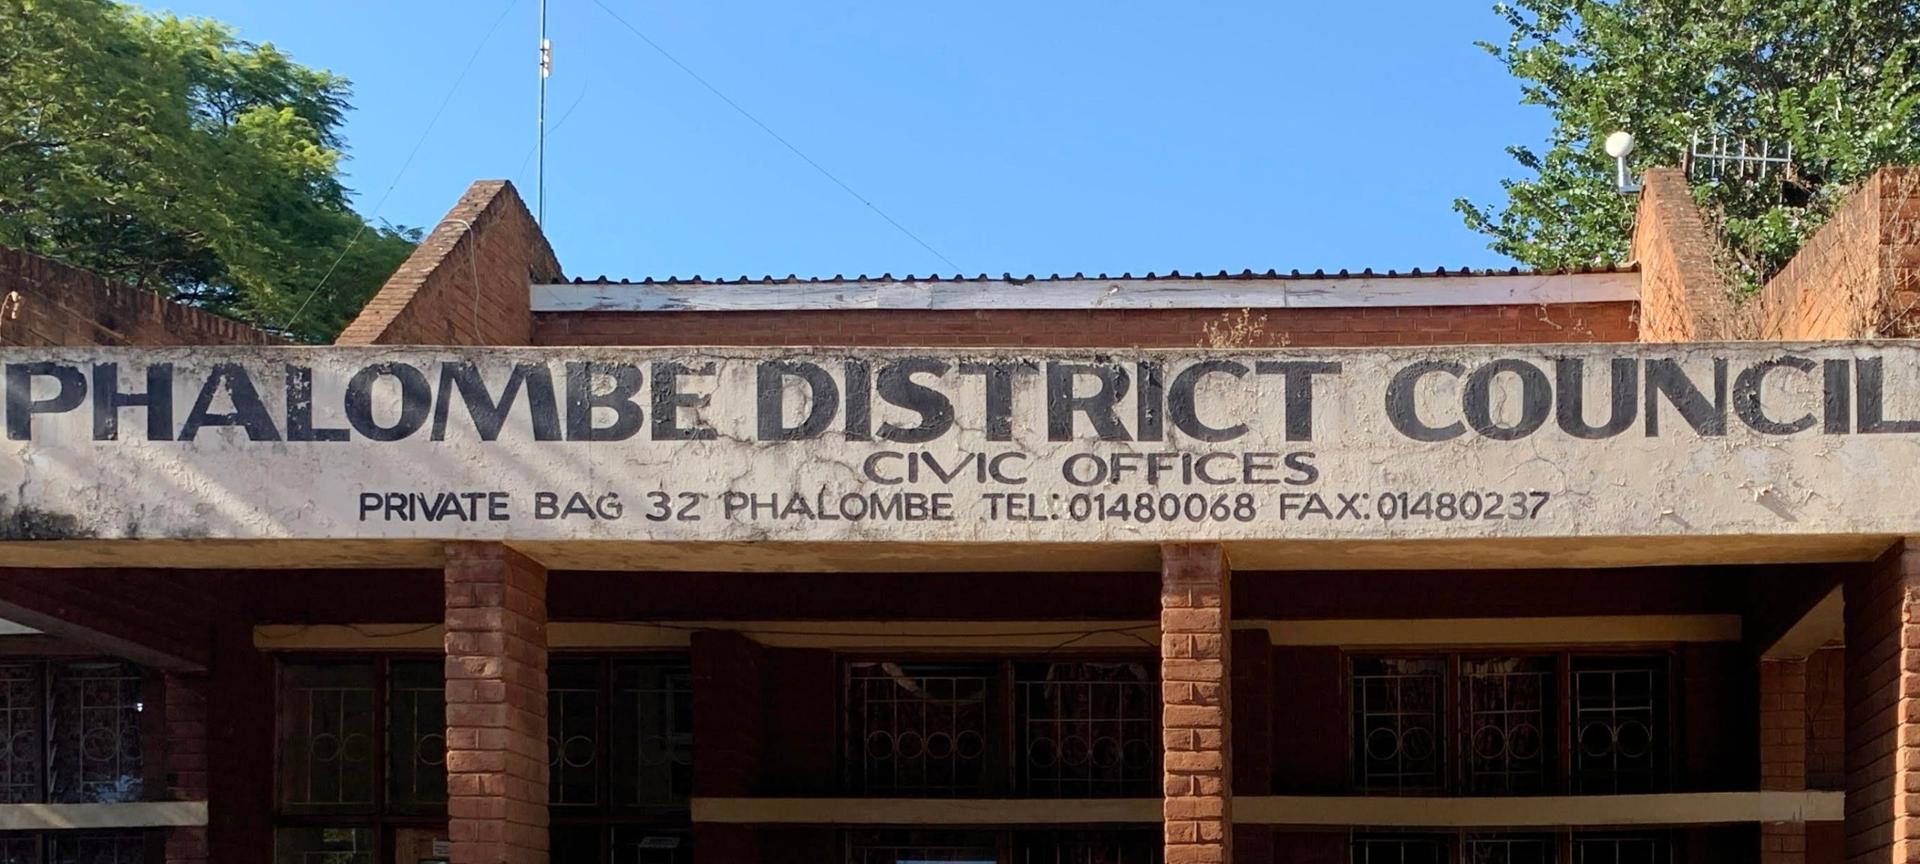 PHALOMBE DISTRICT COUNCIL
CIVIC OFFICES
PRIVATE BAG 32 PHALOMBE TEL: 01480068 FAX: 01480237